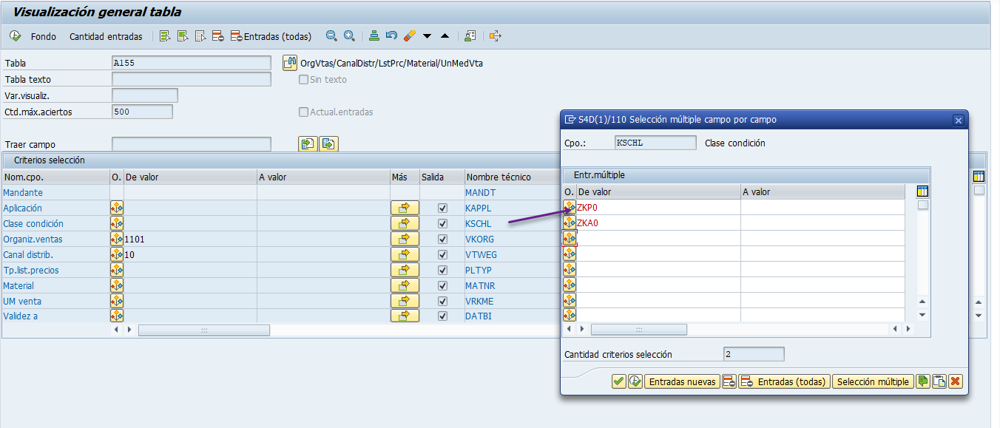 Visualización general tabla
Fondo Cantidad entradas Entradas (todas)
Tabla A155 OrgVtas/CanalDistr/LstPrc/Material/UnMedVta
Tabla texto Sin texto
Var.visualiz.
Ctd.máx.aciertos 500 Actual.entradas
Traer campo
Criterios selección
Nom.cpo. O. De valor A valor Más Salida Nombre técnico
Mandante MANDT
Aplicación KAPPL
Clase condición KSCHL
Organiz.ventas 1101 VKORG
Canal distrib. 10 VTWEG
Tp.list.precios PLTYP
Material MATNR
UM venta VRKME
Validez a DATBI
S4D(1)/110 Selección múltiple campo por campo
Cpo.: KSCHL Clase condición
Entr.múltiple
O. De valor A valor
ZKP0
ZKA0
Cantidad criterios selección 2
Entradas nuevas Entradas (todas) Selección múltiple